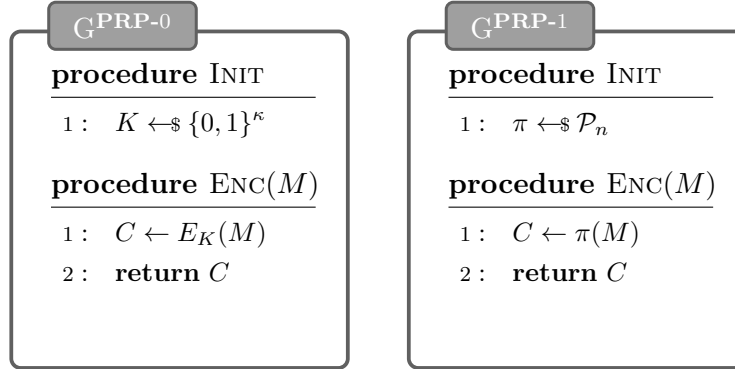 G^PRP-0
procedure INIT
1 : K ←$ {0, 1}^κ
procedure ENC(M)
1 : C ← E_K(M)
2 : return C
G^PRP-1
procedure INIT
1 : π ←$ P_n
procedure ENC(M)
1 : C ← π(M)
2 : return C